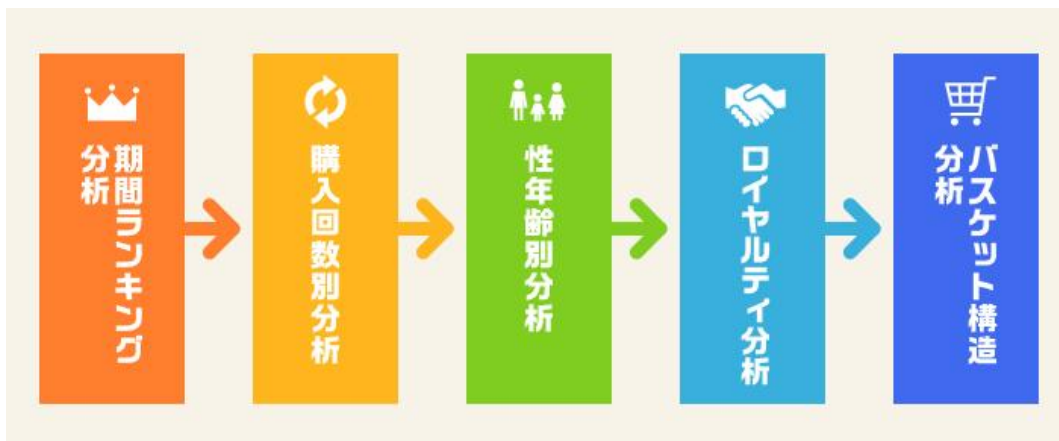 期間ランキング
分析
購入回数別分析
性年齢別分析
ロイヤルティ分析
バスケット構造
分析